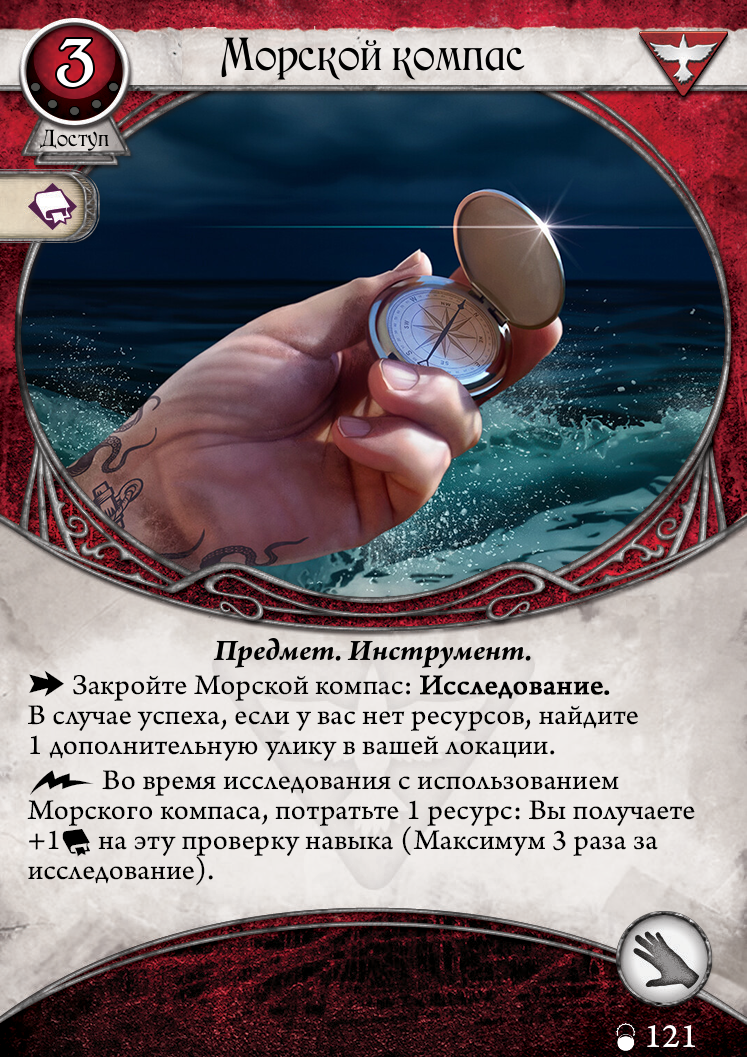 3
Морской компас
Доступ
Предмет. Инструмент.
Закройте Морской компас: Исследование.
В случае успеха, если у вас нет ресурсов, найдите
1 дополнительную улику в вашей локации.
Во время исследования с использованием
Морского компаса, потратьте 1 ресурс: Вы получаете
+1 на эту проверку навыка (Максимум 3 раза за
исследование).
121